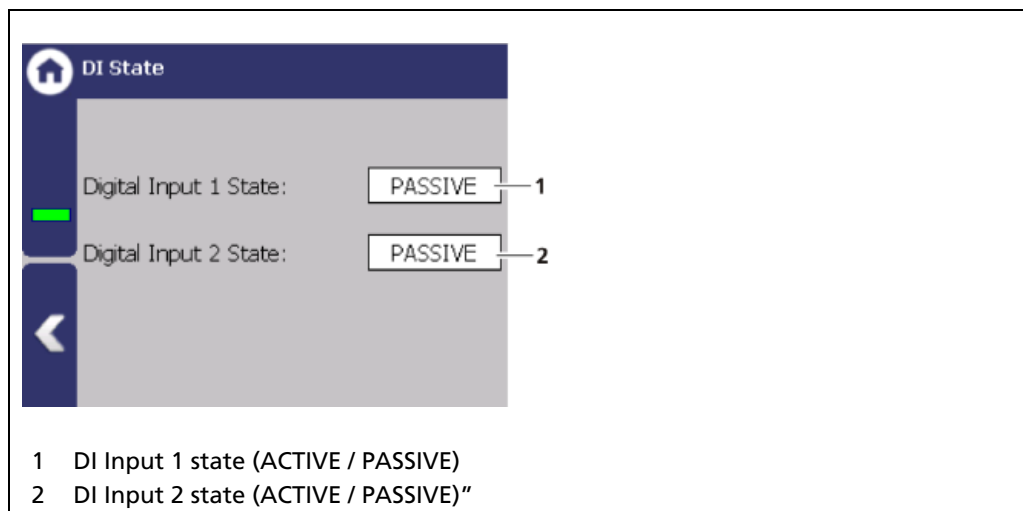 DI State
Digital Input 1 State: PASSIVE 1
Digital Input 2 State: PASSIVE 2
1 DI Input 1 state (ACTIVE / PASSIVE)
2 DI Input 2 state (ACTIVE / PASSIVE)”